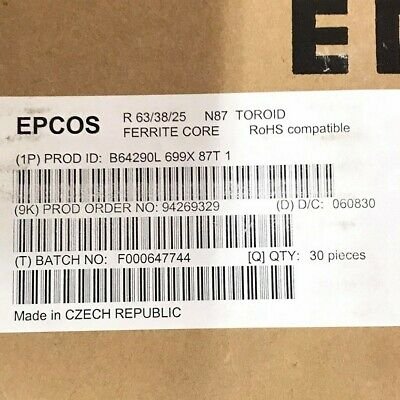 EPCOS R 63/38/25 N87 TOROID
FERRITE CORE RoHS compatible
(1P) PROD ID: B64290L 699X 87T 1
(9K) PROD ORDER NO: 94269329 (D) D/C: 060830
(T) BATCH NO: F000647744 [Q] QTY: 30 pieces
Made in CZECH REPUBLIC